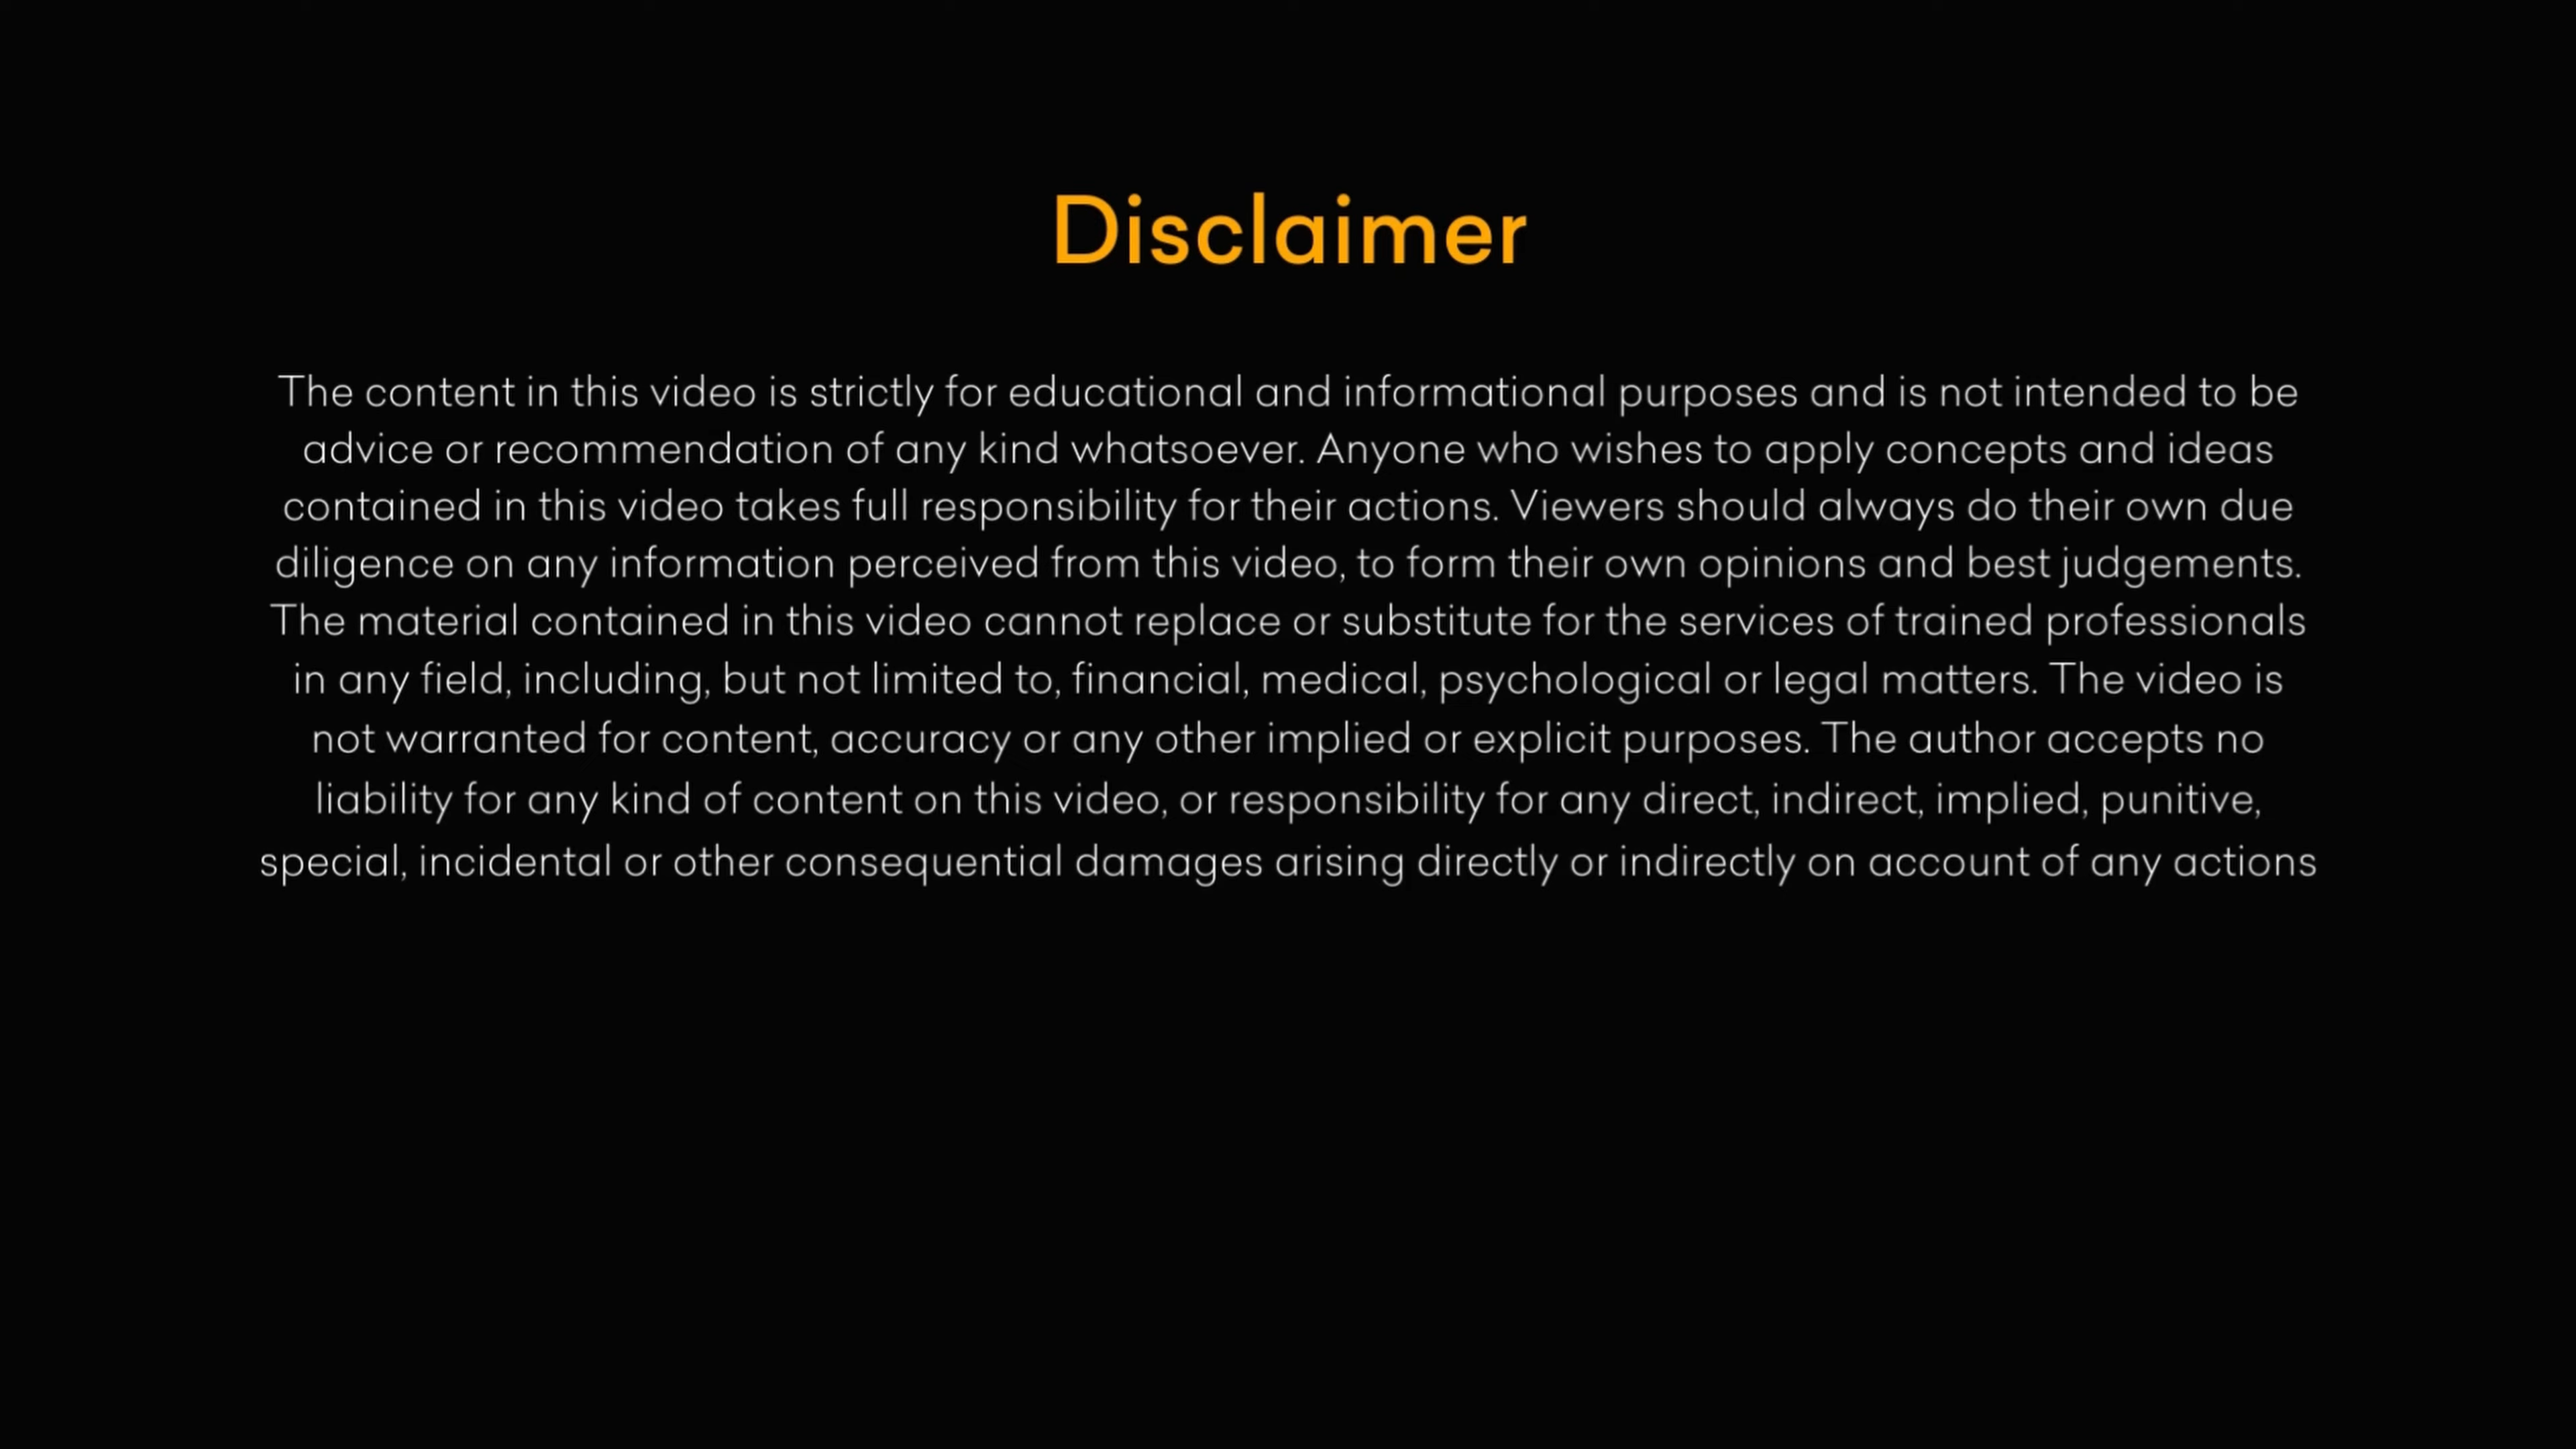 Disclaimer
The content in this video is strictly for educational and informational purposes and is not intended to be
advice or recommendation of any kind whatsoever. Anyone who wishes to apply concepts and ideas
contained in this video takes full responsibility for their actions. Viewers should always do their own due
diligence on any information perceived from this video, to form their own opinions and best judgements.
The material contained in this video cannot replace or substitute for the services of trained professionals
in any field, including, but not limited to, financial, medical, psychological or legal matters. The video is
not warranted for content, accuracy or any other implied or explicit purposes. The author accepts no
liability for any kind of content on this video, or responsibility for any direct, indirect, implied, punitive,
special, incidental or other consequential damages arising directly or indirectly on account of any actions